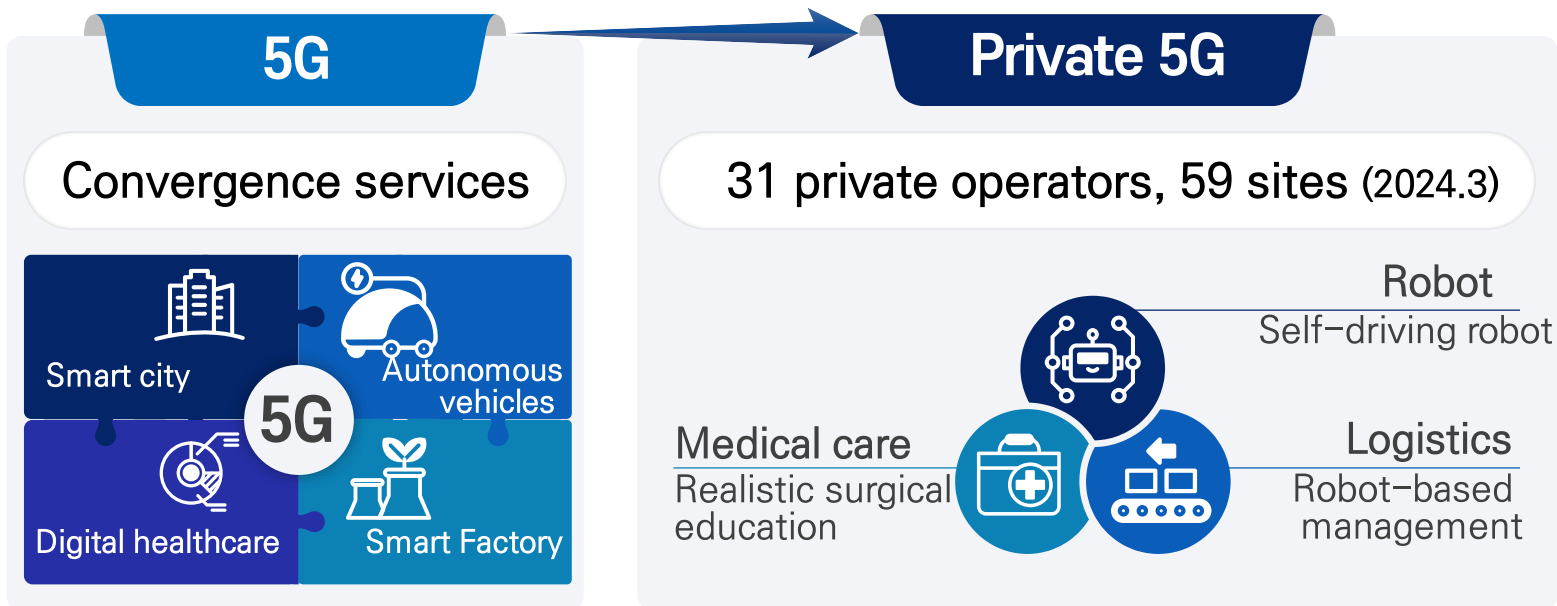 5G
Convergence services
Smart city
Autonomous
vehicles
5G
Digital healthcare
Smart Factory
Private 5G
31 private operators, 59 sites (2024.3)
Robot
Self-driving robot
Medical care
Realistic surgical
education
Logistics
Robot-based
management